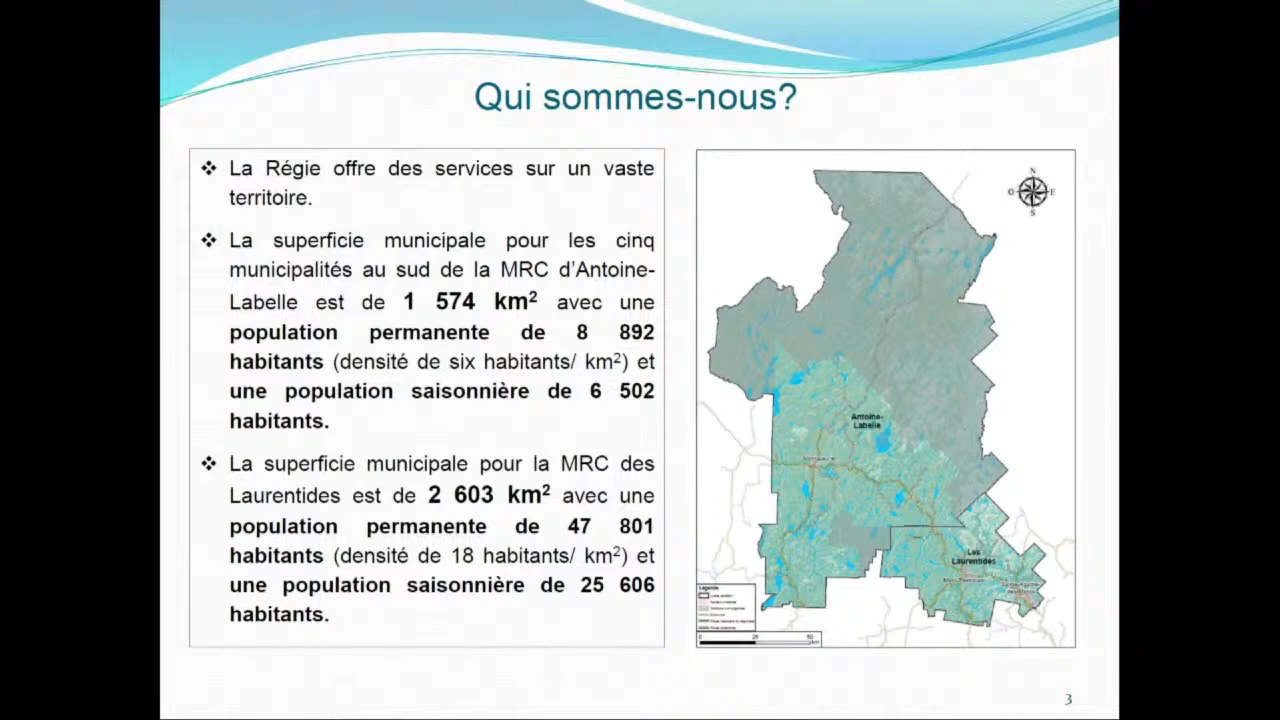 Qui sommes-nous?
❖ La Régie offre des services sur un vaste
territoire.
❖ La superficie municipale pour les cinq
municipalités au sud de la MRC d'Antoine-
Labelle est de 1 574 km² avec une
population permanente de 8 892
habitants (densité de six habitants/ km²) et
une population saisonnière de 6 502
habitants.
❖ La superficie municipale pour la MRC des
Laurentides est de 2 603 km² avec une
population permanente de 47 801
habitants (densité de 18 habitants/ km²) et
une population saisonnière de 25 606
habitants.
N
O E
S
Antoine-
Labelle
Les
Laurentides
Légende
0 25 50
km
3